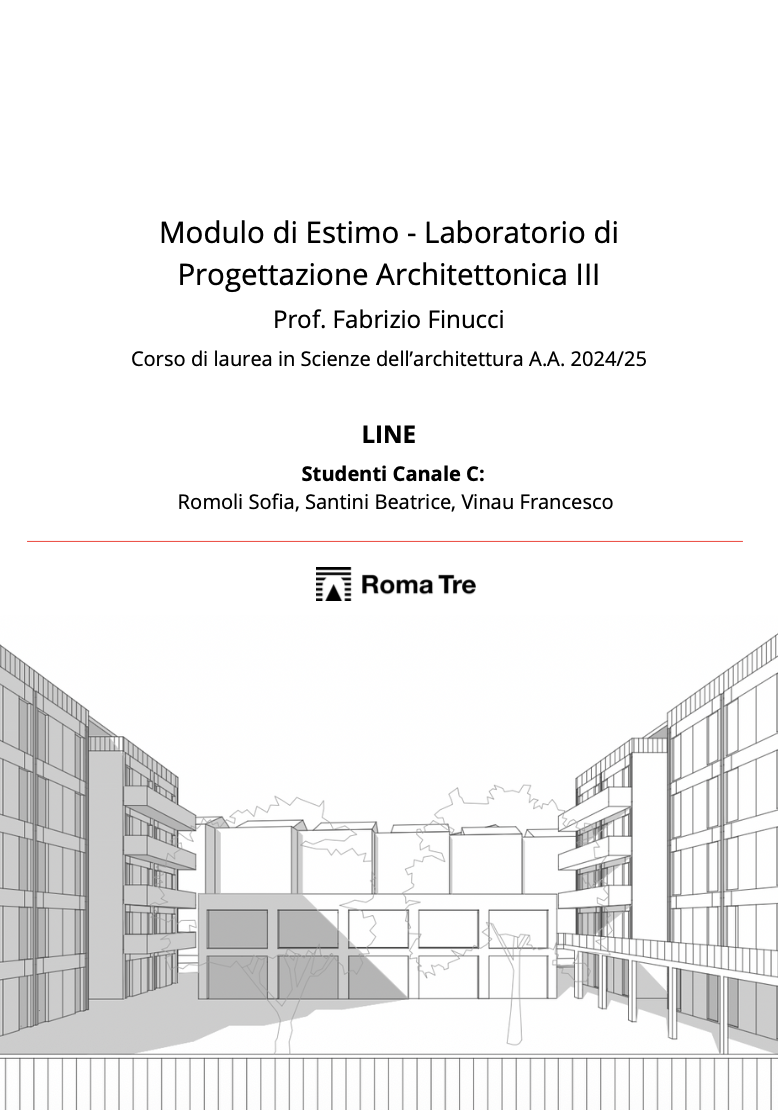 Modulo di Estimo - Laboratorio di
Progettazione Architettonica III
Prof. Fabrizio Finucci
Corso di laurea in Scienze dell’architettura A.A. 2024/25
LINE
Studenti Canale C:
Romoli Sofia, Santini Beatrice, Vinau Francesco
Roma Tre